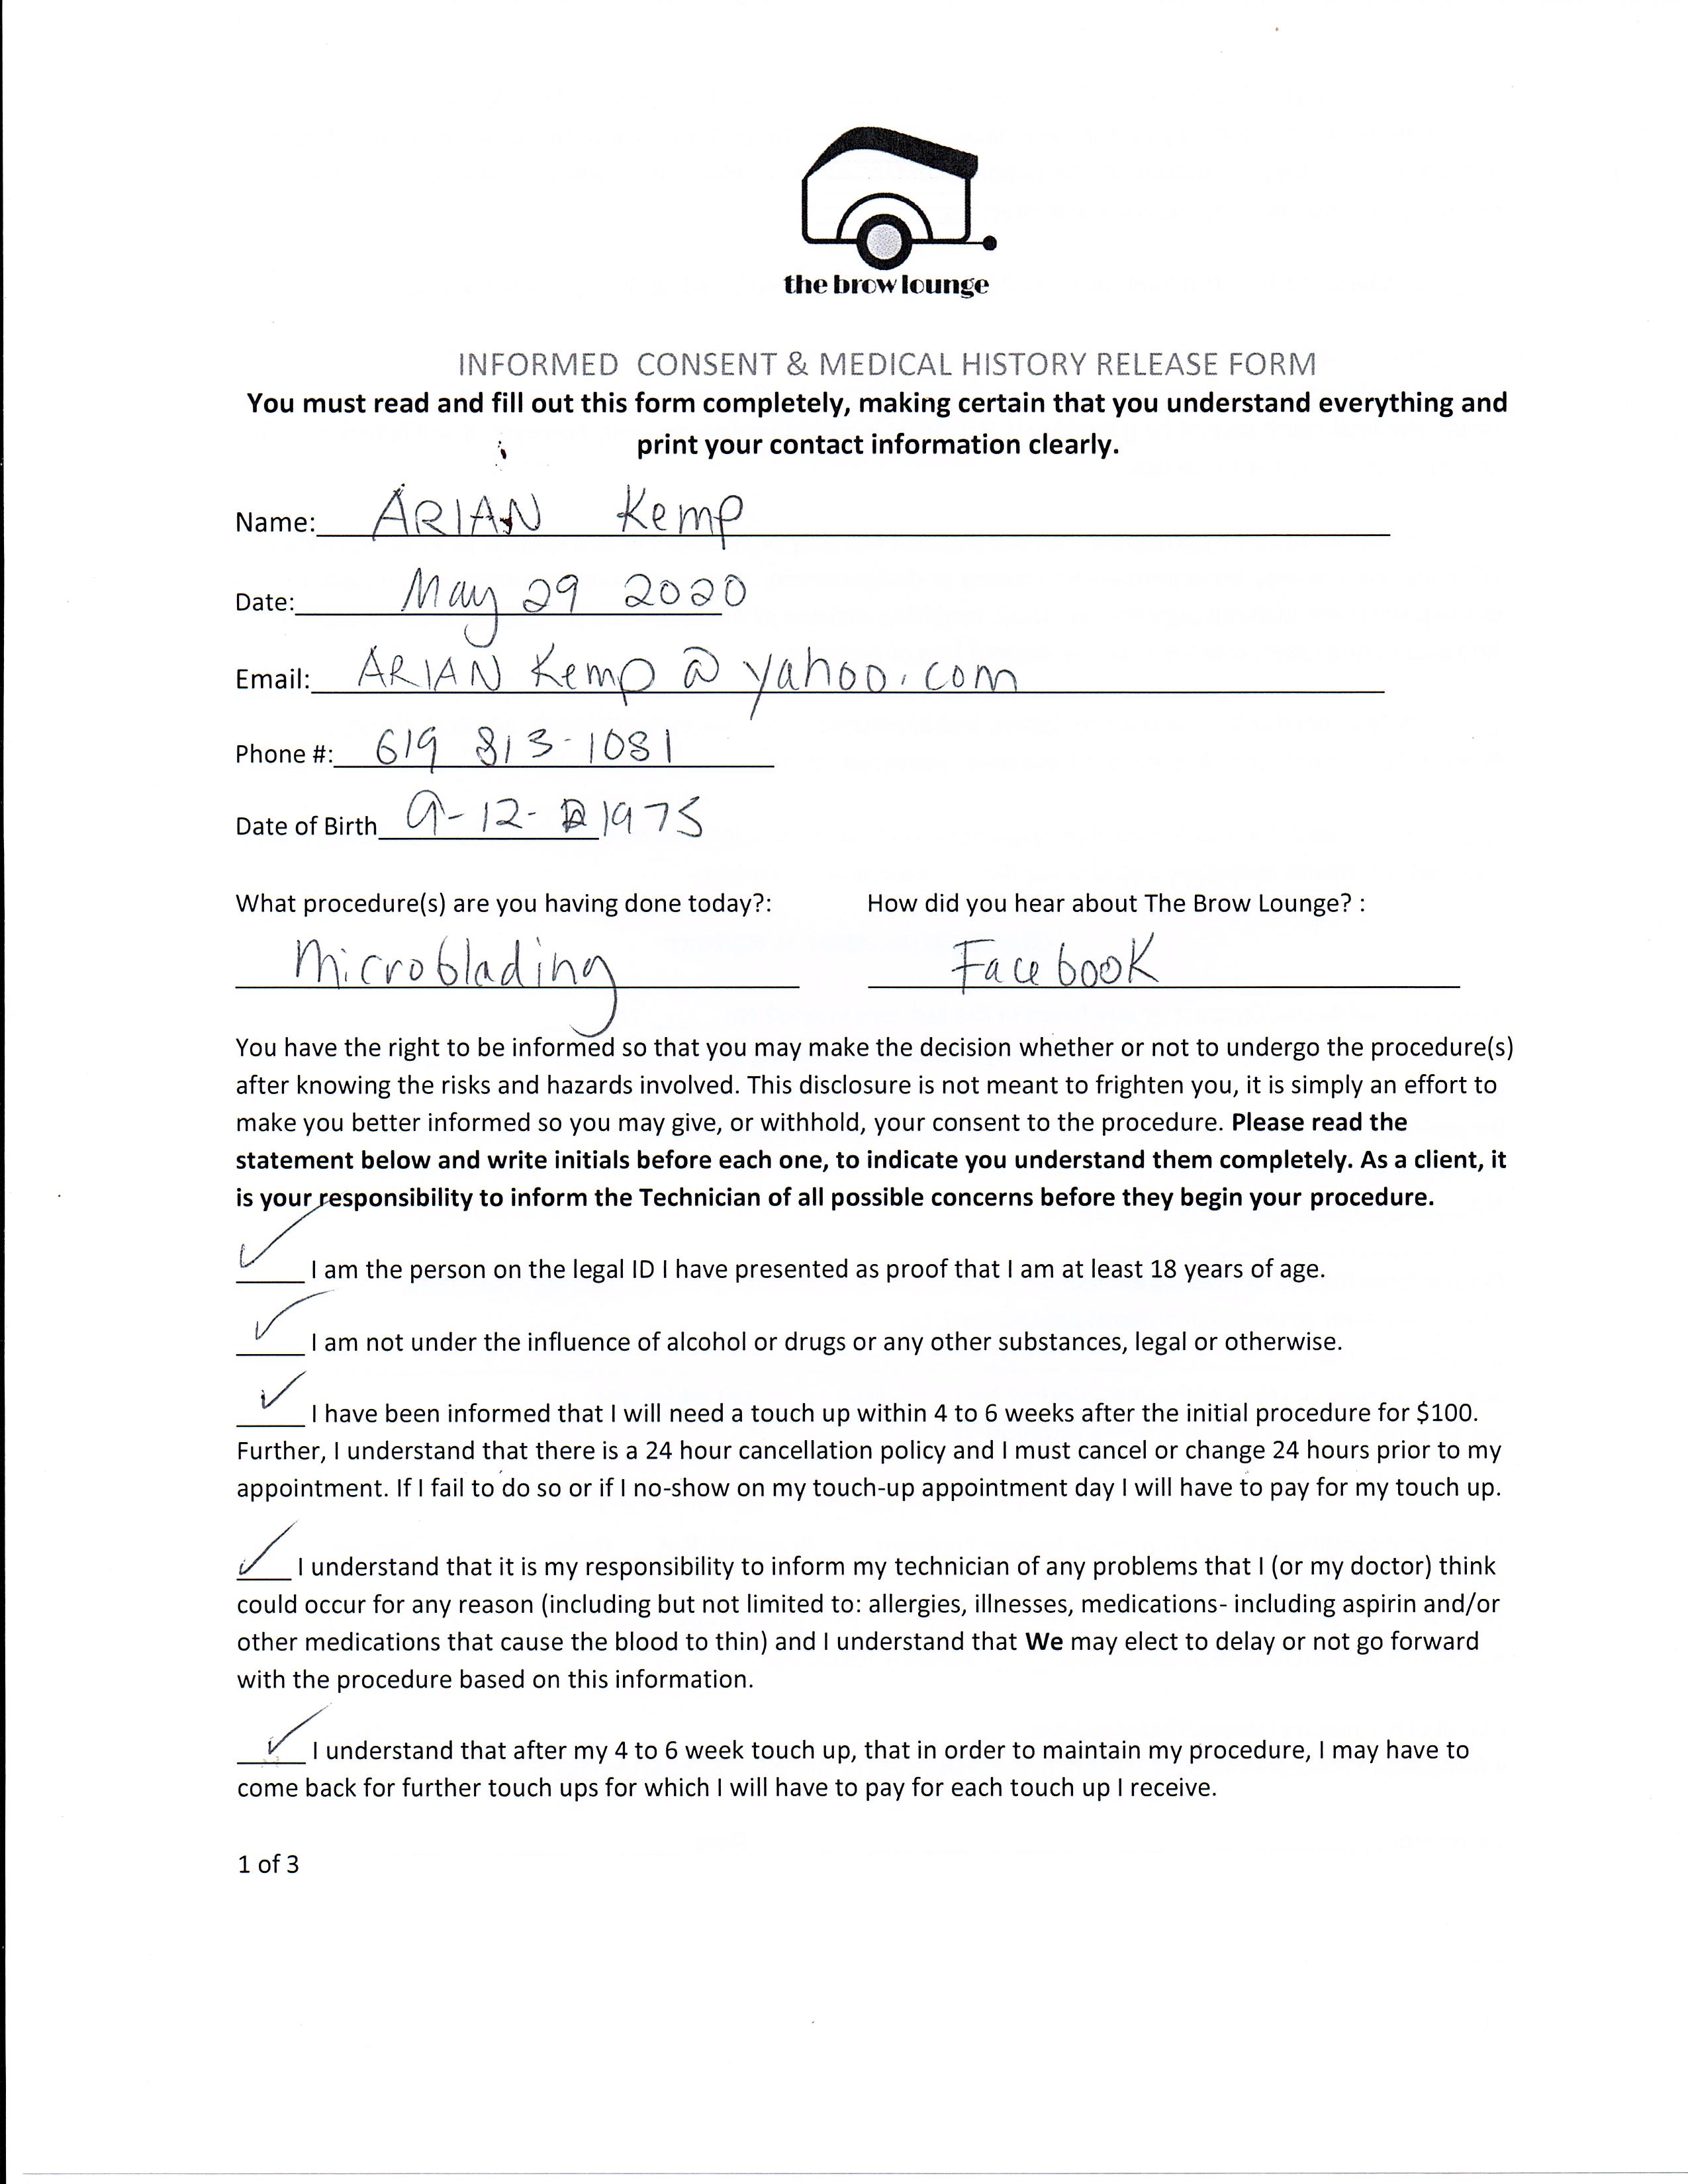 the brow lounge
INFORMED CONSENT & MEDICAL HISTORY RELEASE FORM
You must read and fill out this form completely, making certain that you understand everything and
print your contact information clearly.
Name: ARIAN Kemp
Date: May 29 2020
Email: ARIAN Kemp @ yahoo.com
Phone #: 619 813-1081
Date of Birth 9-12- 1975
What procedure(s) are you having done today?: How did you hear about The Brow Lounge? :
Microblading Facebook
You have the right to be informed so that you may make the decision whether or not to undergo the procedure(s)
after knowing the risks and hazards involved. This disclosure is not meant to frighten you, it is simply an effort to
make you better informed so you may give, or withhold, your consent to the procedure. Please read the
statement below and write initials before each one, to indicate you understand them completely. As a client, it
is your responsibility to inform the Technician of all possible concerns before they begin your procedure.
✓ I am the person on the legal ID I have presented as proof that I am at least 18 years of age.
✓ I am not under the influence of alcohol or drugs or any other substances, legal or otherwise.
✓ I have been informed that I will need a touch up within 4 to 6 weeks after the initial procedure for $100.
Further, I understand that there is a 24 hour cancellation policy and I must cancel or change 24 hours prior to my
appointment. If I fail to do so or if I no-show on my touch-up appointment day I will have to pay for my touch up.
✓ I understand that it is my responsibility to inform my technician of any problems that I (or my doctor) think
could occur for any reason (including but not limited to: allergies, illnesses, medications- including aspirin and/or
other medications that cause the blood to thin) and I understand that We may elect to delay or not go forward
with the procedure based on this information.
✓ I understand that after my 4 to 6 week touch up, that in order to maintain my procedure, I may have to
come back for further touch ups for which I will have to pay for each touch up I receive.
1 of 3